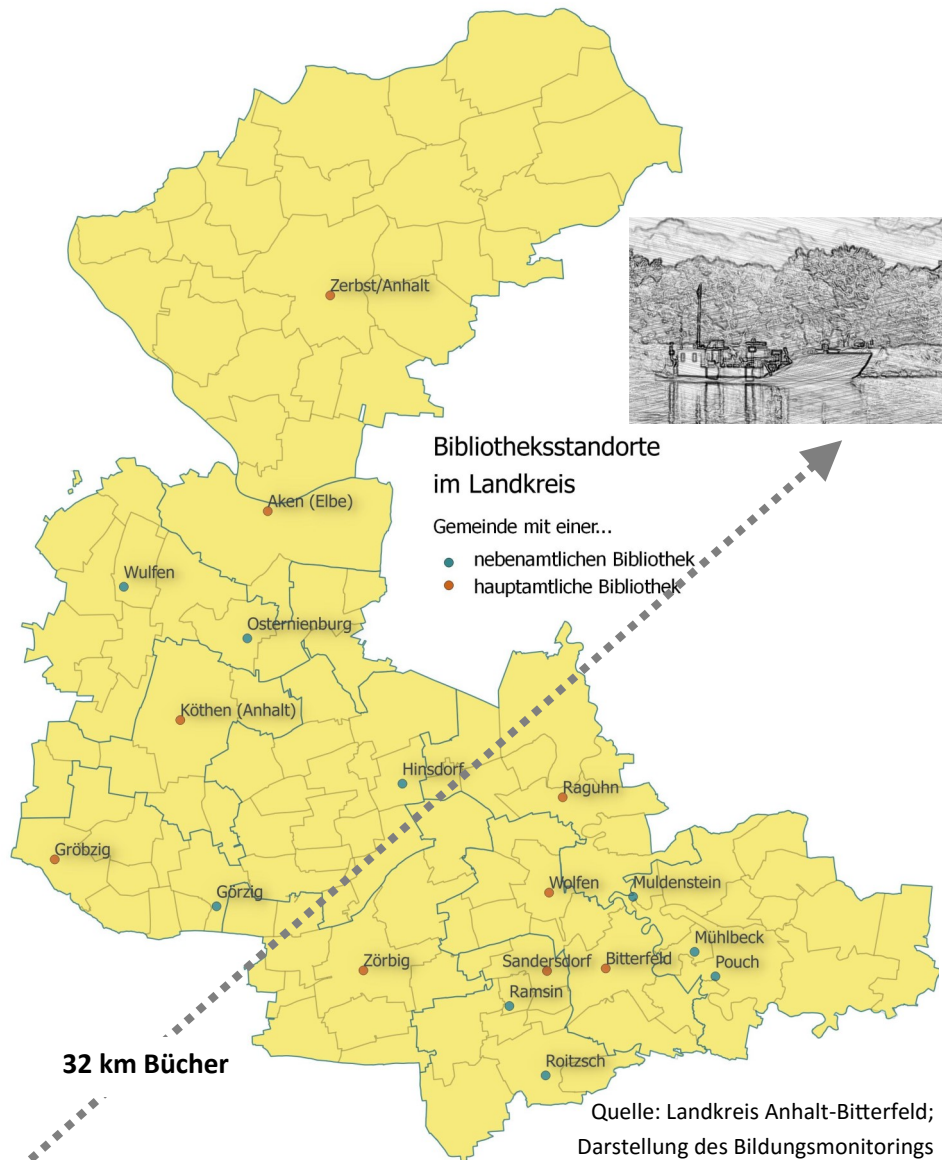 Zerbst/Anhalt
Bibliotheksstandorte
im Landkreis
Gemeinde mit einer...
nebenamtlichen Bibliothek
hauptamtliche Bibliothek
Aken (Elbe)
Wulfen
Osternienburg
Köthen (Anhalt)
Hinsdorf
Raguhn
Gröbzig
Görzig
Wolfen
Muldenstein
Zörbig
Sandersdorf
Bitterfeld
Mühlbeck
Pouch
Ramsin
Roitzsch
32 km Bücher
Quelle: Landkreis Anhalt-Bitterfeld;
Darstellung des Bildungsmonitorings